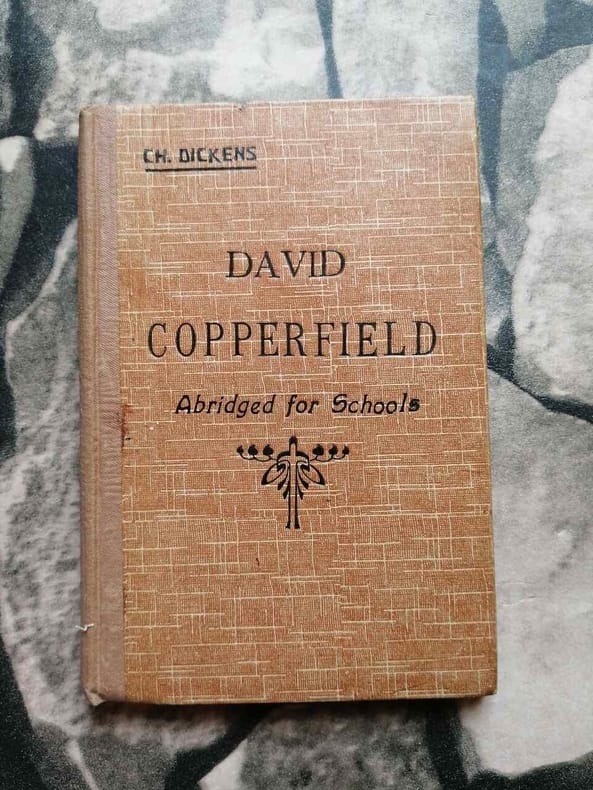 CH. DICKENS
DAVID
COPPERFIELD
Abridged for Schools